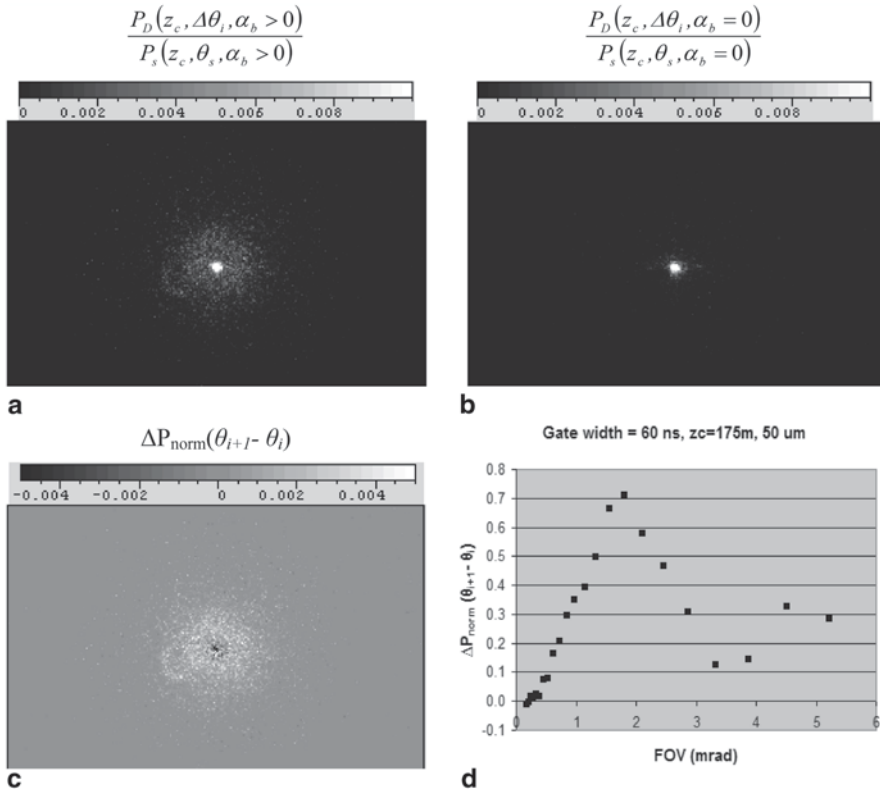 P_D(z_c, Δθ_i, α_b > 0)
P_s(z_c, θ_s, α_b > 0)
0 0.002 0.004 0.006 0.008
a
P_D(z_c, Δθ_i, α_b = 0)
P_s(z_c, θ_s, α_b = 0)
0 0.002 0.004 0.006 0.008
b
ΔP_norm(θ_{i+1}- θ_i)
-0.004 -0.002 0 0.002 0.004
c
Gate width = 60 ns, zc=175m, 50 um
ΔP_norm (θ_{i+1}- θ_i)
0.8
0.7
0.6
0.5
0.4
0.3
0.2
0.1
0.0
-0.1
0 1 2 3 4 5 6
FOV (mrad)
d